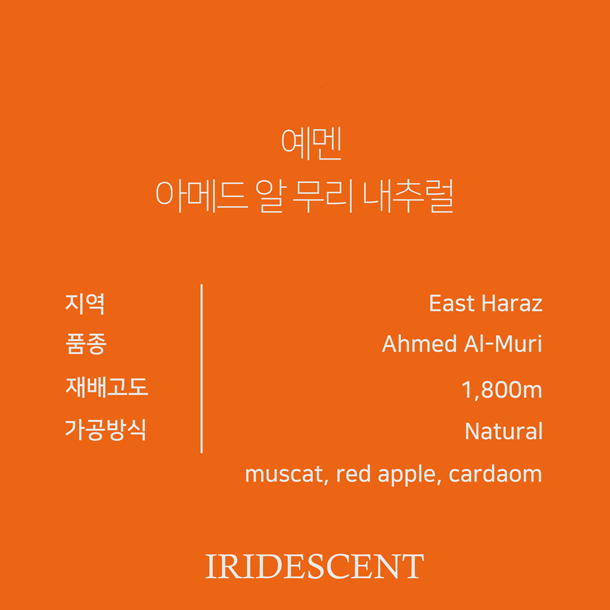 예멘
아메드 알 무리 내추럴
지역 East Haraz
품종 Ahmed Al-Muri
재배고도 1,800m
가공방식 Natural
muscat, red apple, cardaom
IRIDESCENT